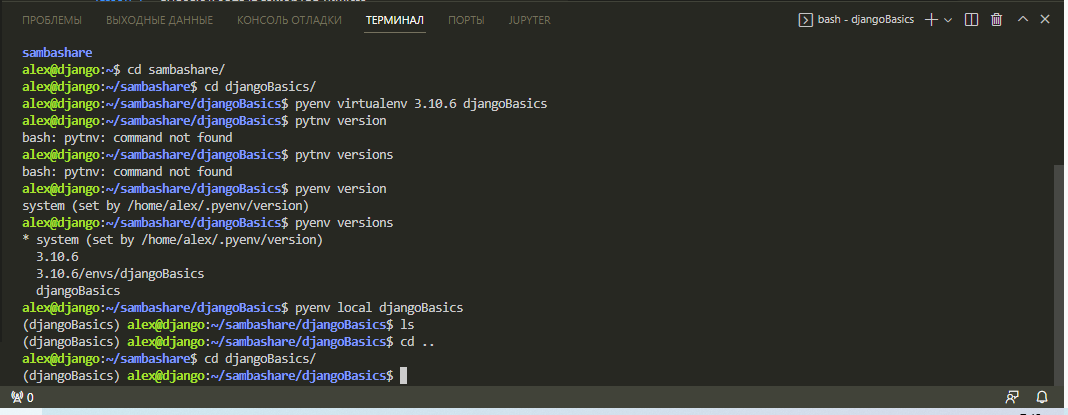 ПРОБЛЕМЫ ВЫХОДНЫЕ ДАННЫЕ КОНСОЛЬ ОТЛАДКИ ТЕРМИНАЛ ПОРТЫ JUPYTER bash - djangoBasics
sambashare
alex@django:~$ cd sambashare/
alex@django:~/sambashare$ cd djangoBasics/
alex@django:~/sambashare/djangoBasics$ pyenv virtualenv 3.10.6 djangoBasics
alex@django:~/sambashare/djangoBasics$ pytnv version
bash: pytnv: command not found
alex@django:~/sambashare/djangoBasics$ pytnv versions
bash: pytnv: command not found
alex@django:~/sambashare/djangoBasics$ pyenv version
system (set by /home/alex/.pyenv/version)
alex@django:~/sambashare/djangoBasics$ pyenv versions
* system (set by /home/alex/.pyenv/version)
  3.10.6
  3.10.6/envs/djangoBasics
  djangoBasics
alex@django:~/sambashare/djangoBasics$ pyenv local djangoBasics
(djangoBasics) alex@django:~/sambashare/djangoBasics$ ls
(djangoBasics) alex@django:~/sambashare/djangoBasics$ cd ..
alex@django:~/sambashare$ cd djangoBasics/
(djangoBasics) alex@django:~/sambashare/djangoBasics$
0